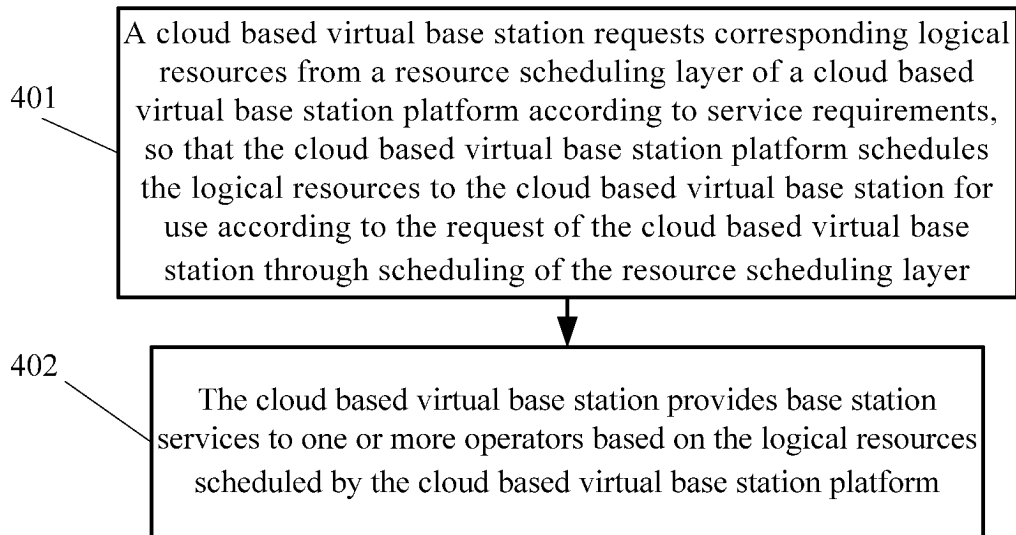 401
A cloud based virtual base station requests corresponding logical
resources from a resource scheduling layer of a cloud based
virtual base station platform according to service requirements,
so that the cloud based virtual base station platform schedules
the logical resources to the cloud based virtual base station for
use according to the request of the cloud based virtual base
station through scheduling of the resource scheduling layer
402
The cloud based virtual base station provides base station
services to one or more operators based on the logical resources
scheduled by the cloud based virtual base station platform